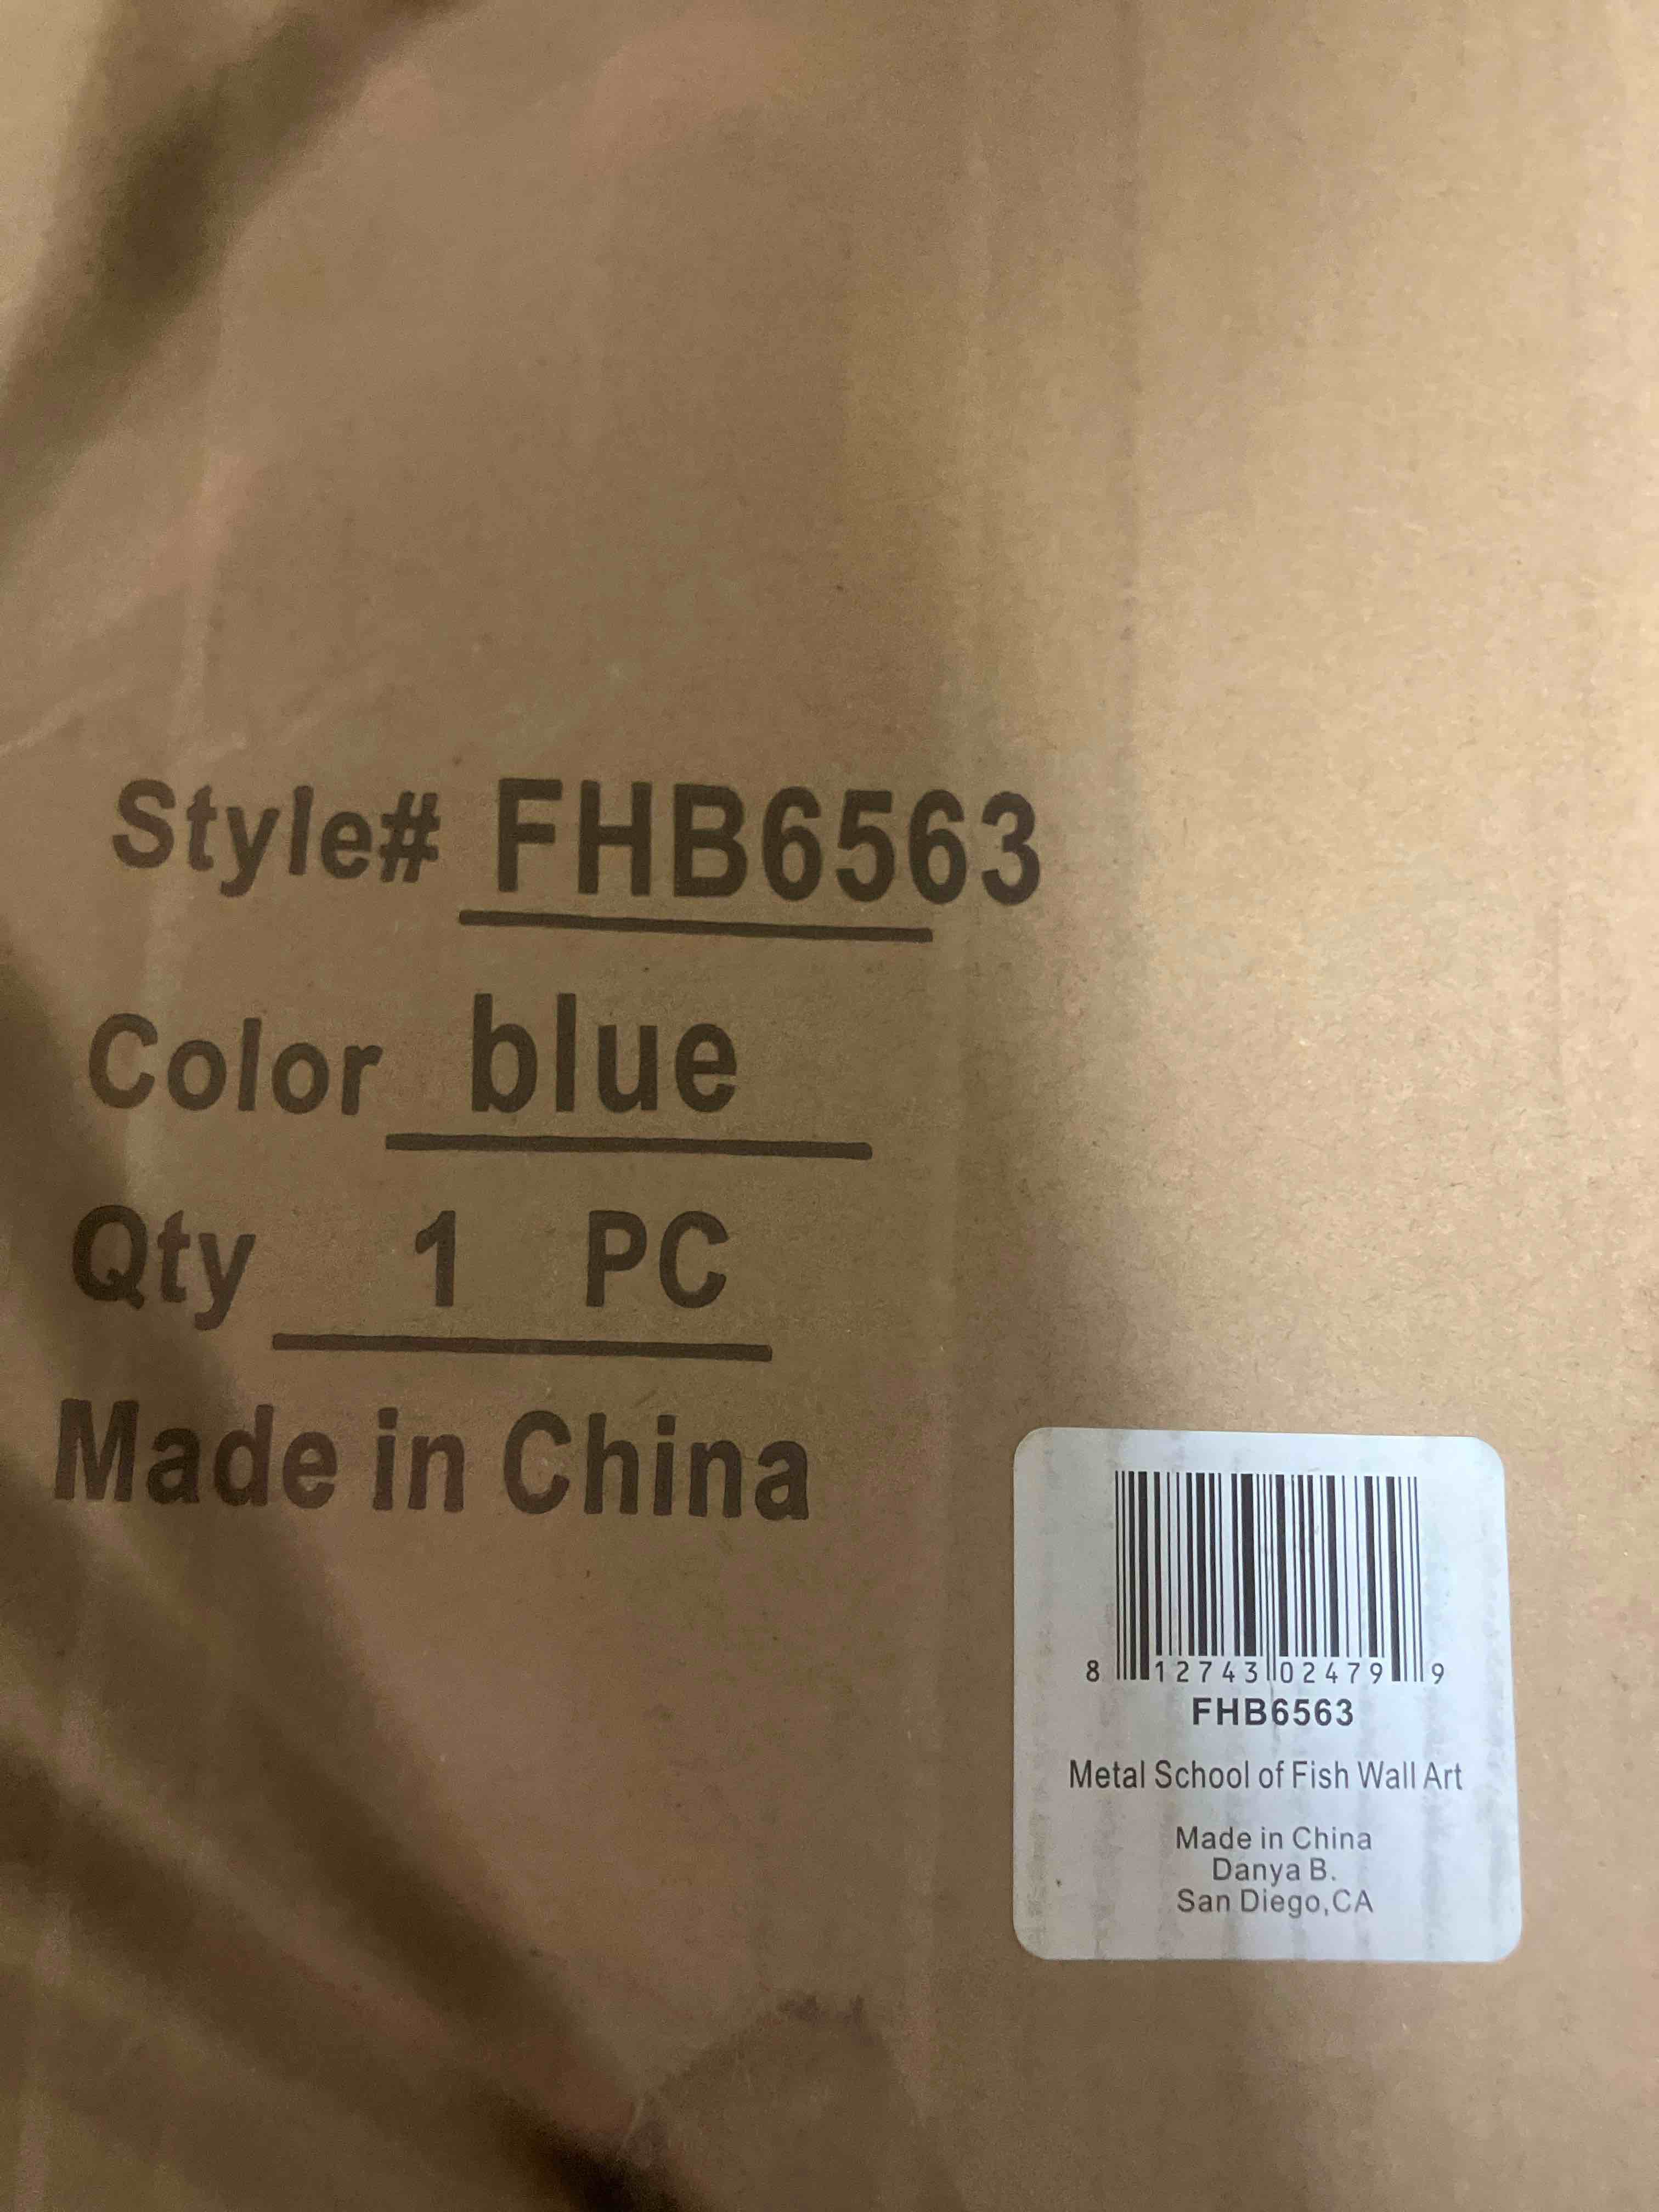 Style# FHB6563
Color blue
Qty 1 PC
Made in China
8 12743 02479 9
FHB6563
Metal School of Fish Wall Art
Made in China
Danya B.
San Diego,CA